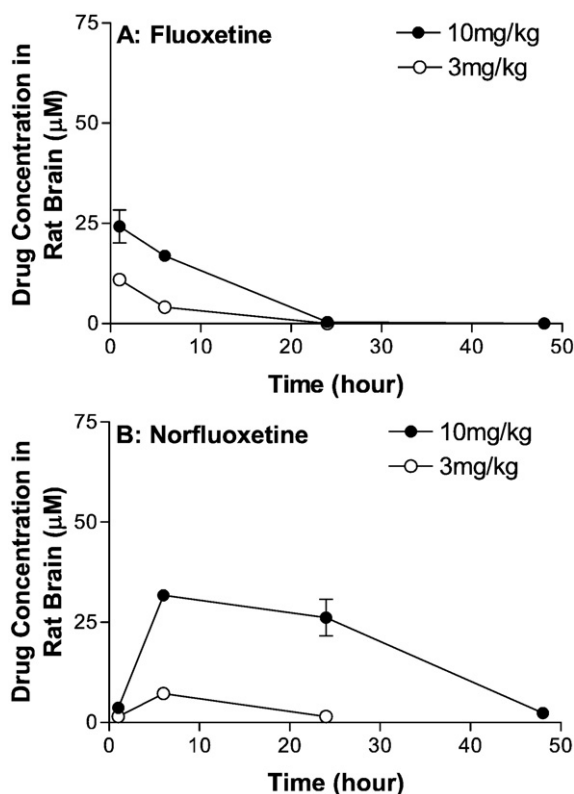 A: Fluoxetine
10mg/kg
3mg/kg
Drug Concentration in
Rat Brain (μM)
75
50
25
0
0 10 20 30 40 50
Time (hour)
B: Norfluoxetine
10mg/kg
3mg/kg
Drug Concentration in
Rat Brain (μM)
75
50
25
0
0 10 20 30 40 50
Time (hour)